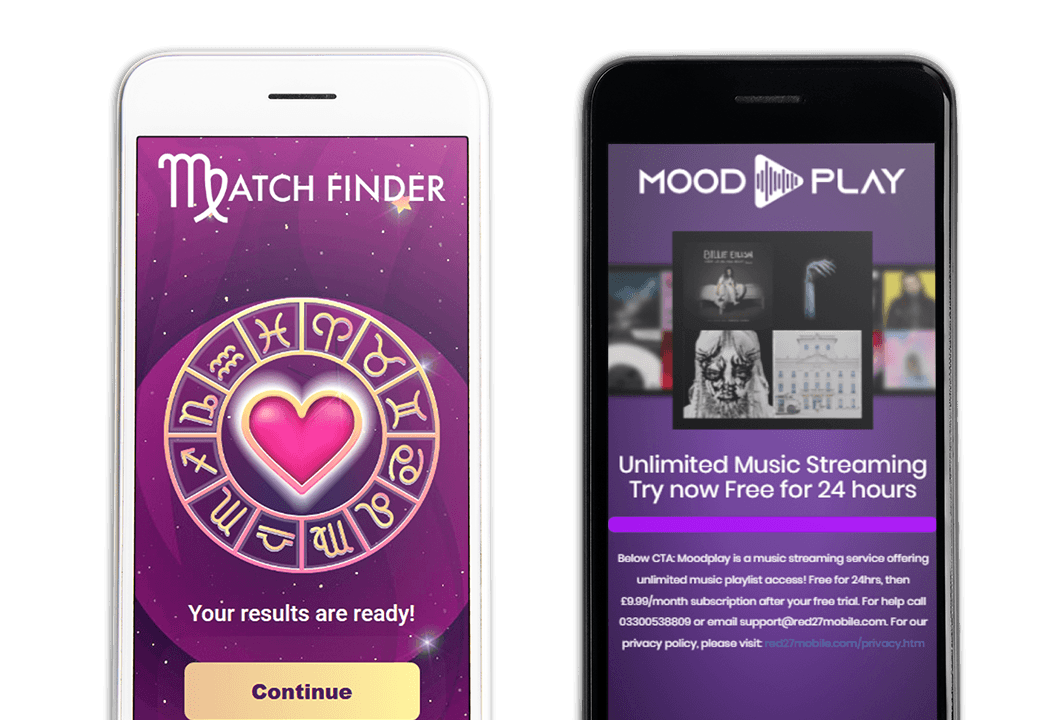 ♍ATCH FINDER
Your results are ready!
Continue
MOOD PLAY
BILLIE EILISH
Unlimited Music Streaming
Try now Free for 24 hours
Below CTA: Moodplay is a music streaming service offering
unlimited music playlist access! Free for 24hrs, then
£9.99/month subscription after your free trial. For help call
03300538809 or email support@red27mobile.com. For our
privacy policy, please visit: red27mobile.com/privacy.htm